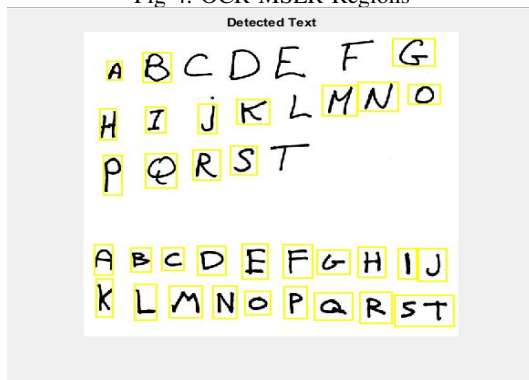 Fig 4. OCR MSER Regions
Detected Text
A B C D E F G
H I j K L M N O
P Q R S T
A B C D E F G H I J
K L M N O P Q R S T